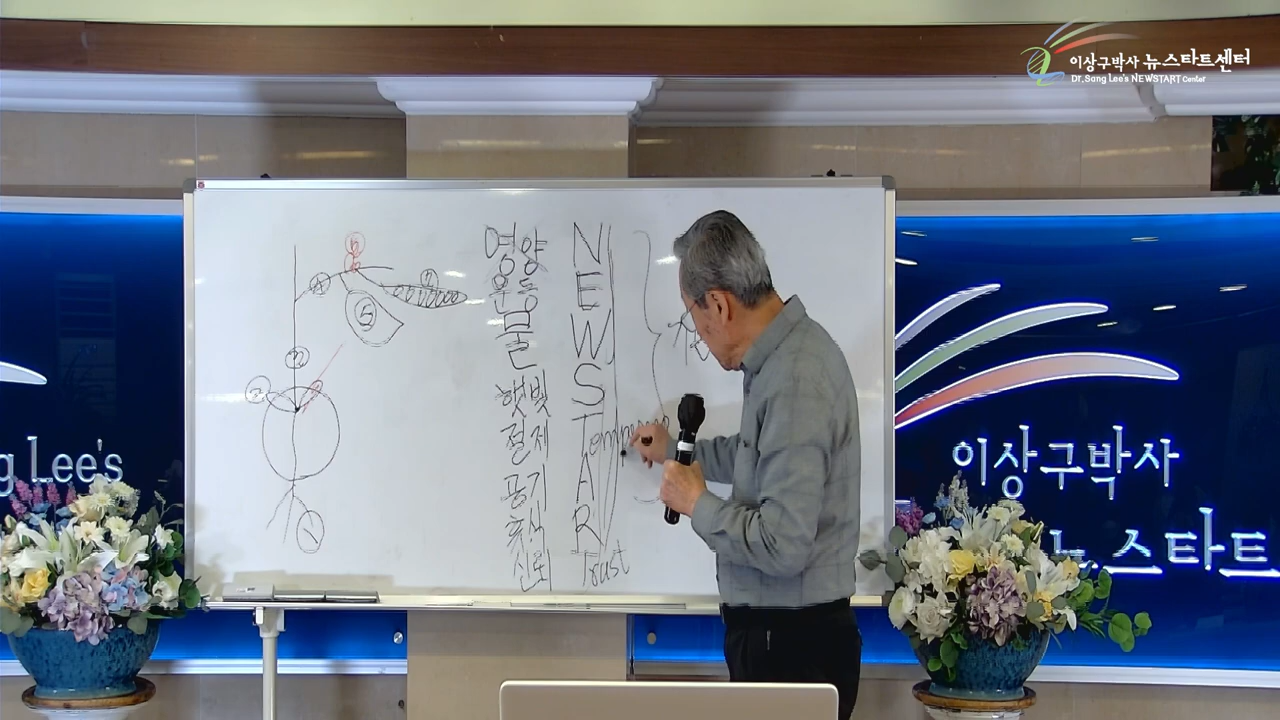 이상구박사 뉴스타트센터
Dr. Sang Lee's NEWSTART Center
영양 N
운동 E
물 W
햇빛 S
절제 Tem
공기 A
휴식 R
신뢰 Trust
g Lee's
이상구박사
뉴스타트